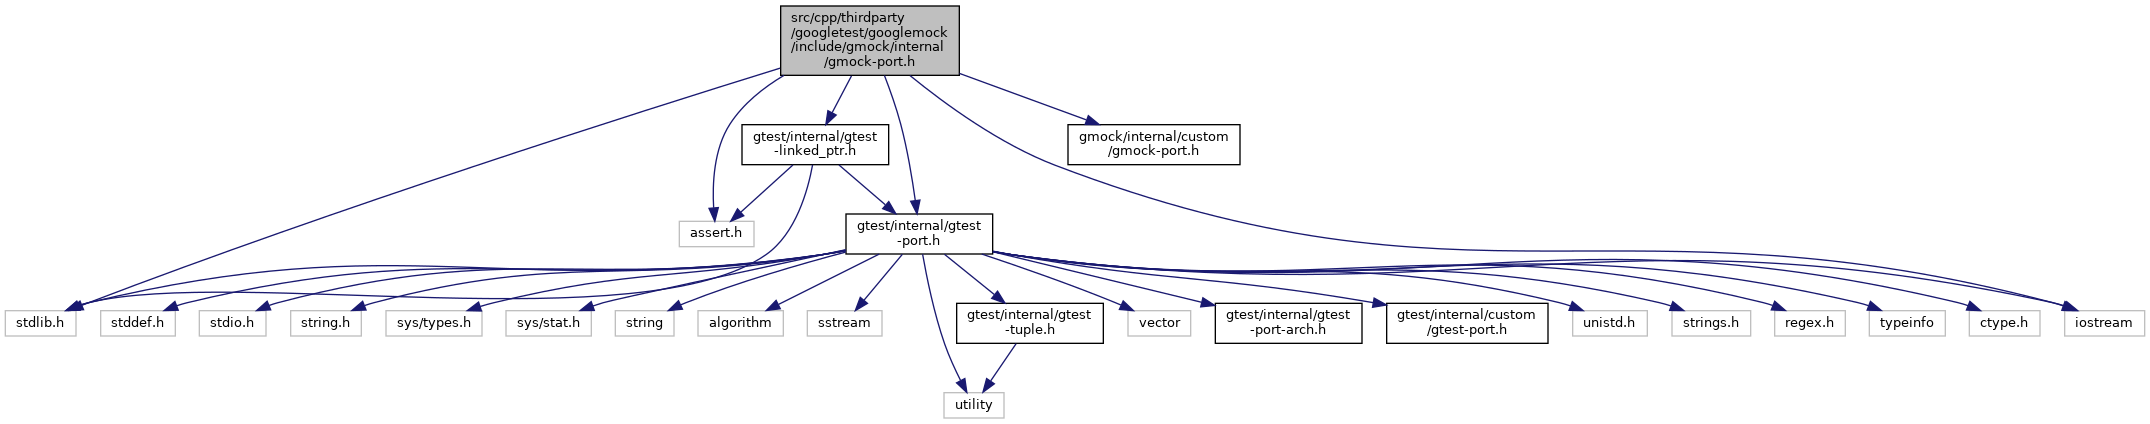 src/cpp/thirdparty
/googletest/googlemock
/include/gmock/internal
/gmock-port.h
gtest/internal/gtest
-linked_ptr.h
gmock/internal/custom
/gmock-port.h
assert.h
gtest/internal/gtest
-port.h
stdlib.h
stddef.h
stdio.h
string.h
sys/types.h
sys/stat.h
string
algorithm
sstream
gtest/internal/gtest
-tuple.h
vector
gtest/internal/gtest
-port-arch.h
gtest/internal/custom
/gtest-port.h
unistd.h
strings.h
regex.h
typeinfo
ctype.h
iostream
utility